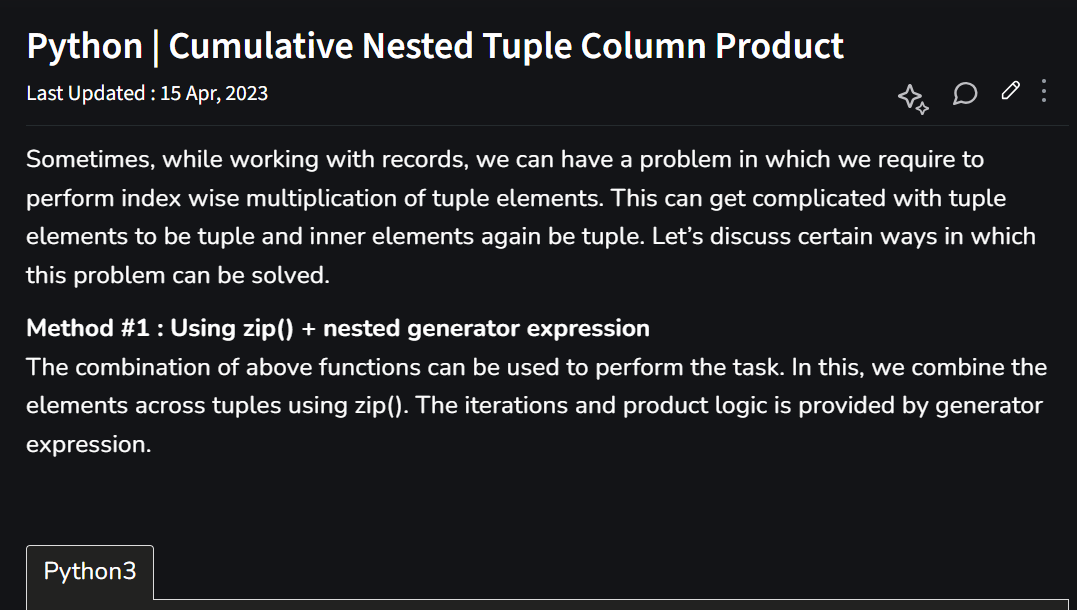 Python | Cumulative Nested Tuple Column Product
Last Updated : 15 Apr, 2023
Sometimes, while working with records, we can have a problem in which we require to
perform index wise multiplication of tuple elements. This can get complicated with tuple
elements to be tuple and inner elements again be tuple. Let’s discuss certain ways in which
this problem can be solved.
Method #1 : Using zip() + nested generator expression
The combination of above functions can be used to perform the task. In this, we combine the
elements across tuples using zip(). The iterations and product logic is provided by generator
expression.
Python3